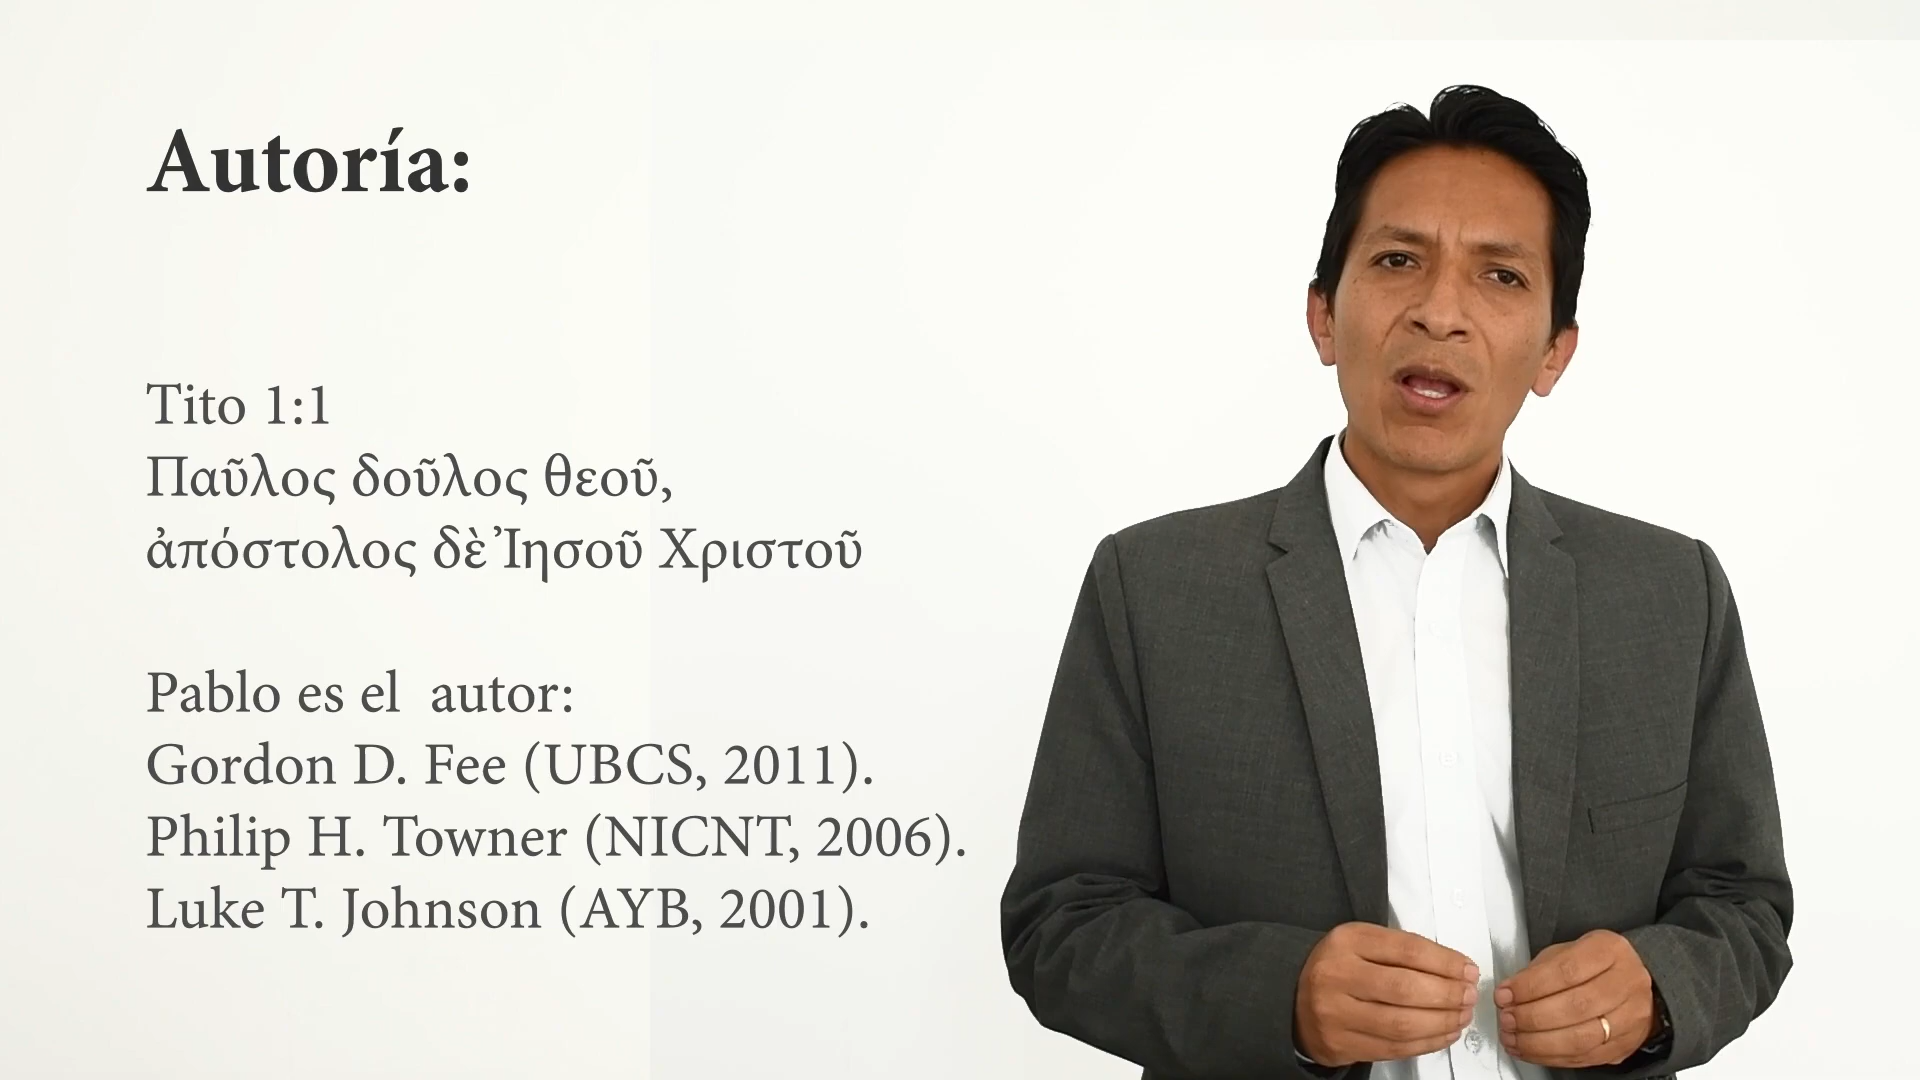 Autoría:
Tito 1:1
Παῦλος δοῦλος θεοῦ,
ἀπόστολος δὲ Ἰησοῦ Χριστοῦ
Pablo es el autor:
Gordon D. Fee (UBCS, 2011).
Philip H. Towner (NICNT, 2006).
Luke T. Johnson (AYB, 2001).